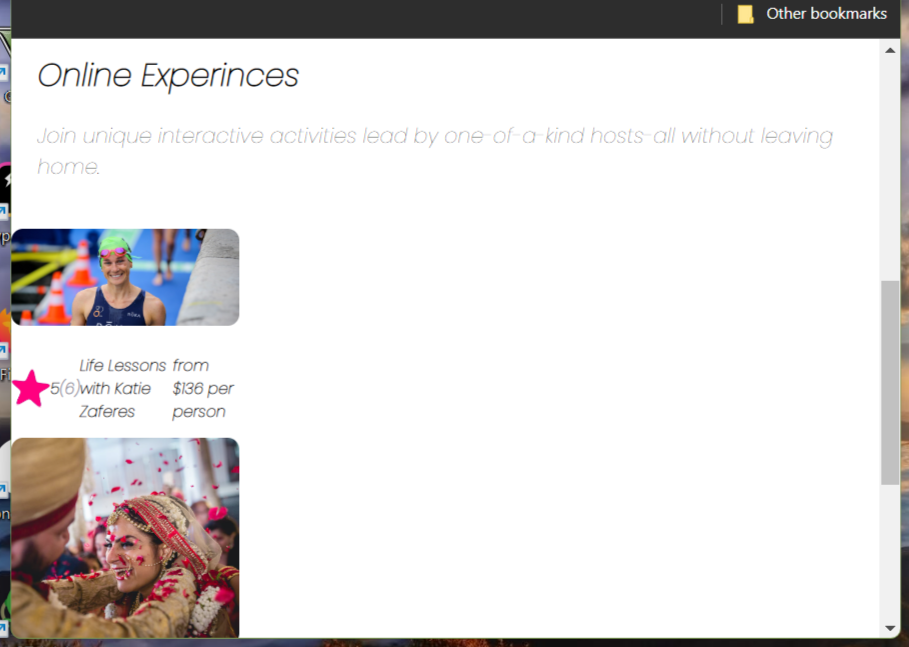 Other bookmarks
Online Experinces
Join unique interactive activities lead by one-of-a-kind hosts-all without leaving
home.
Life Lessons from
5(6)with Katie $136 per
Zaferes person